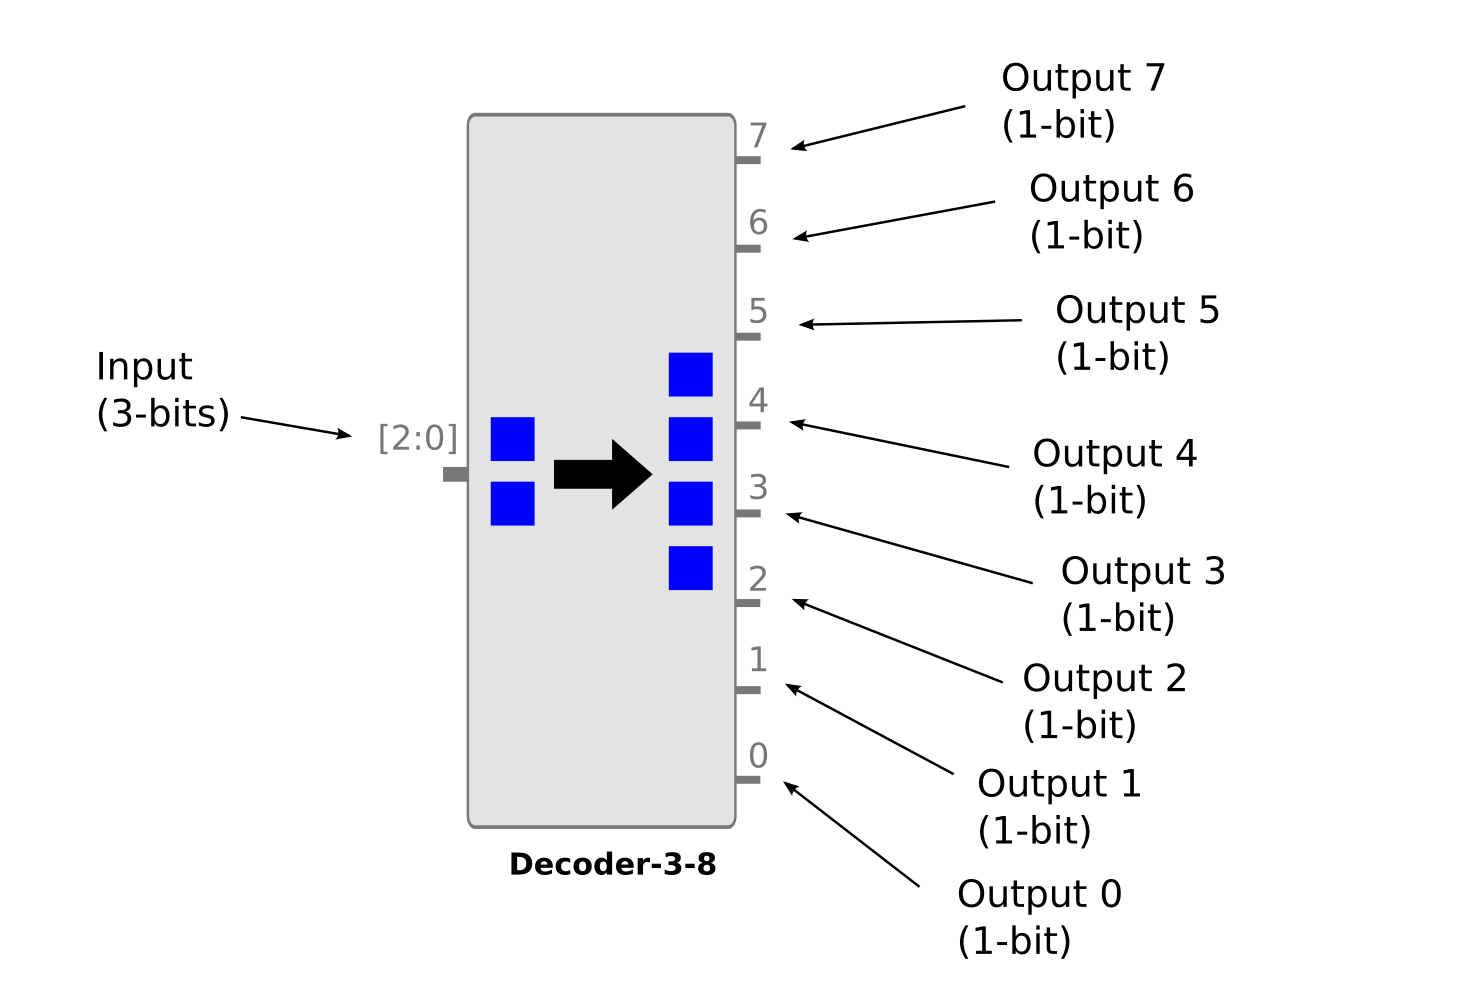 Input
(3-bits)
[2:0]
7
6
5
4
3
2
1
0
Decoder-3-8
Output 7
(1-bit)
Output 6
(1-bit)
Output 5
(1-bit)
Output 4
(1-bit)
Output 3
(1-bit)
Output 2
(1-bit)
Output 1
(1-bit)
Output 0
(1-bit)